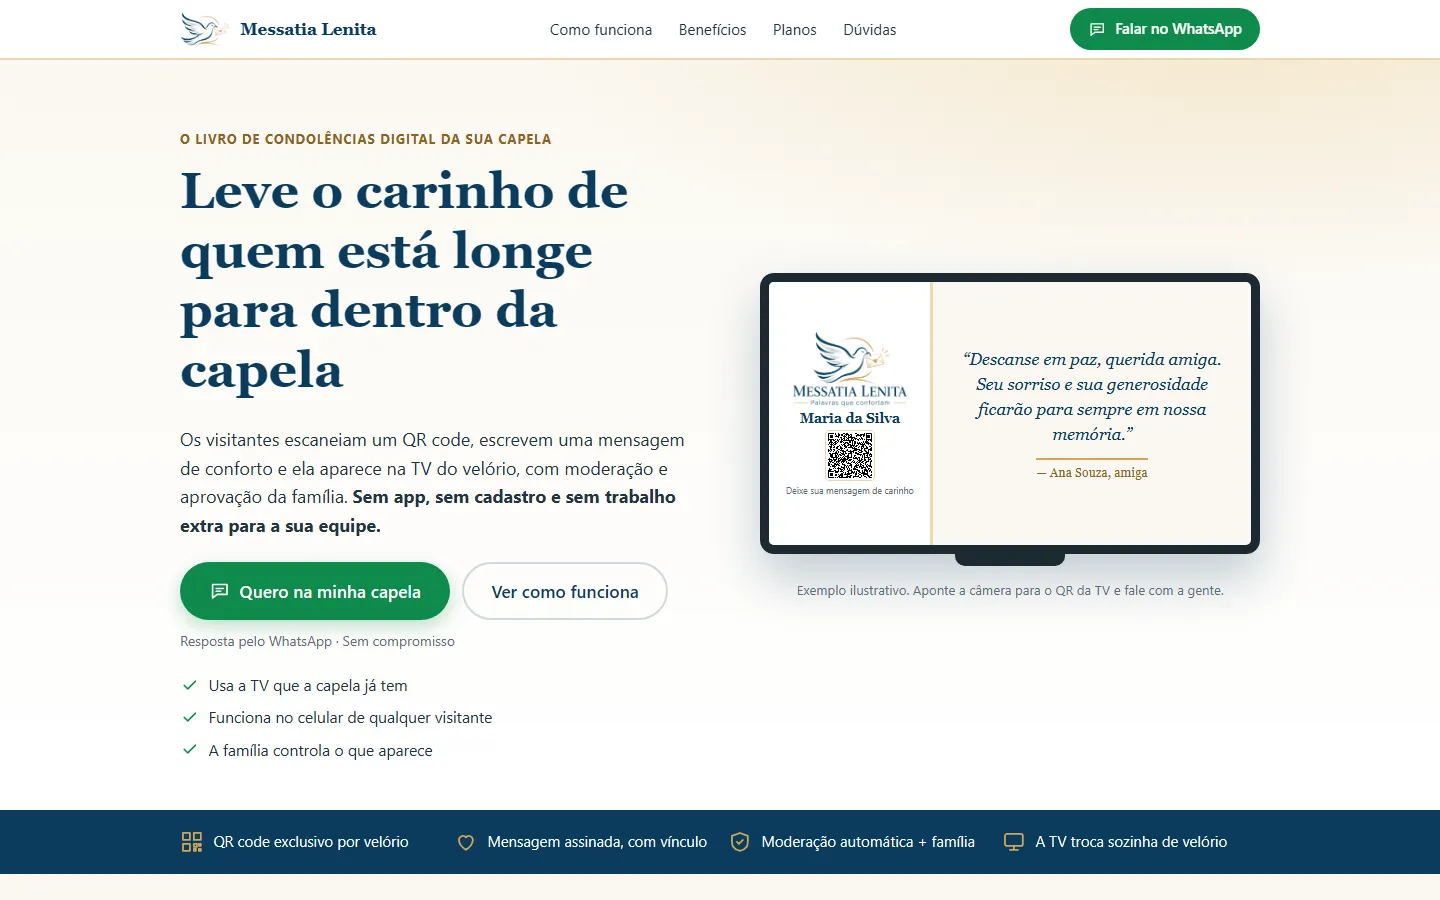 Messatia Lenita
Como funciona
Benefícios
Planos
Dúvidas
Falar no WhatsApp
O LIVRO DE CONDOLÊNCIAS DIGITAL DA SUA CAPELA
Leve o carinho de
quem está longe
para dentro da
capela
Os visitantes escaneiam um QR code, escrevem uma mensagem
de conforto e ela aparece na TV do velório, com moderação e
aprovação da família. Sem app, sem cadastro e sem trabalho
extra para a sua equipe.
Quero na minha capela
Ver como funciona
Resposta pelo WhatsApp · Sem compromisso
Usa a TV que a capela já tem
Funciona no celular de qualquer visitante
A família controla o que aparece
MESSATIA LENITA
Palavras que confortam
Maria da Silva
Deixe sua mensagem de carinho
“Descanse em paz, querida amiga.
Seu sorriso e sua generosidade
ficarão para sempre em nossa
memória.”
— Ana Souza, amiga
Exemplo ilustrativo. Aponte a câmera para o QR da TV e fale com a gente.
QR code exclusivo por velório
Mensagem assinada, com vínculo
Moderação automática + família
A TV troca sozinha de velório